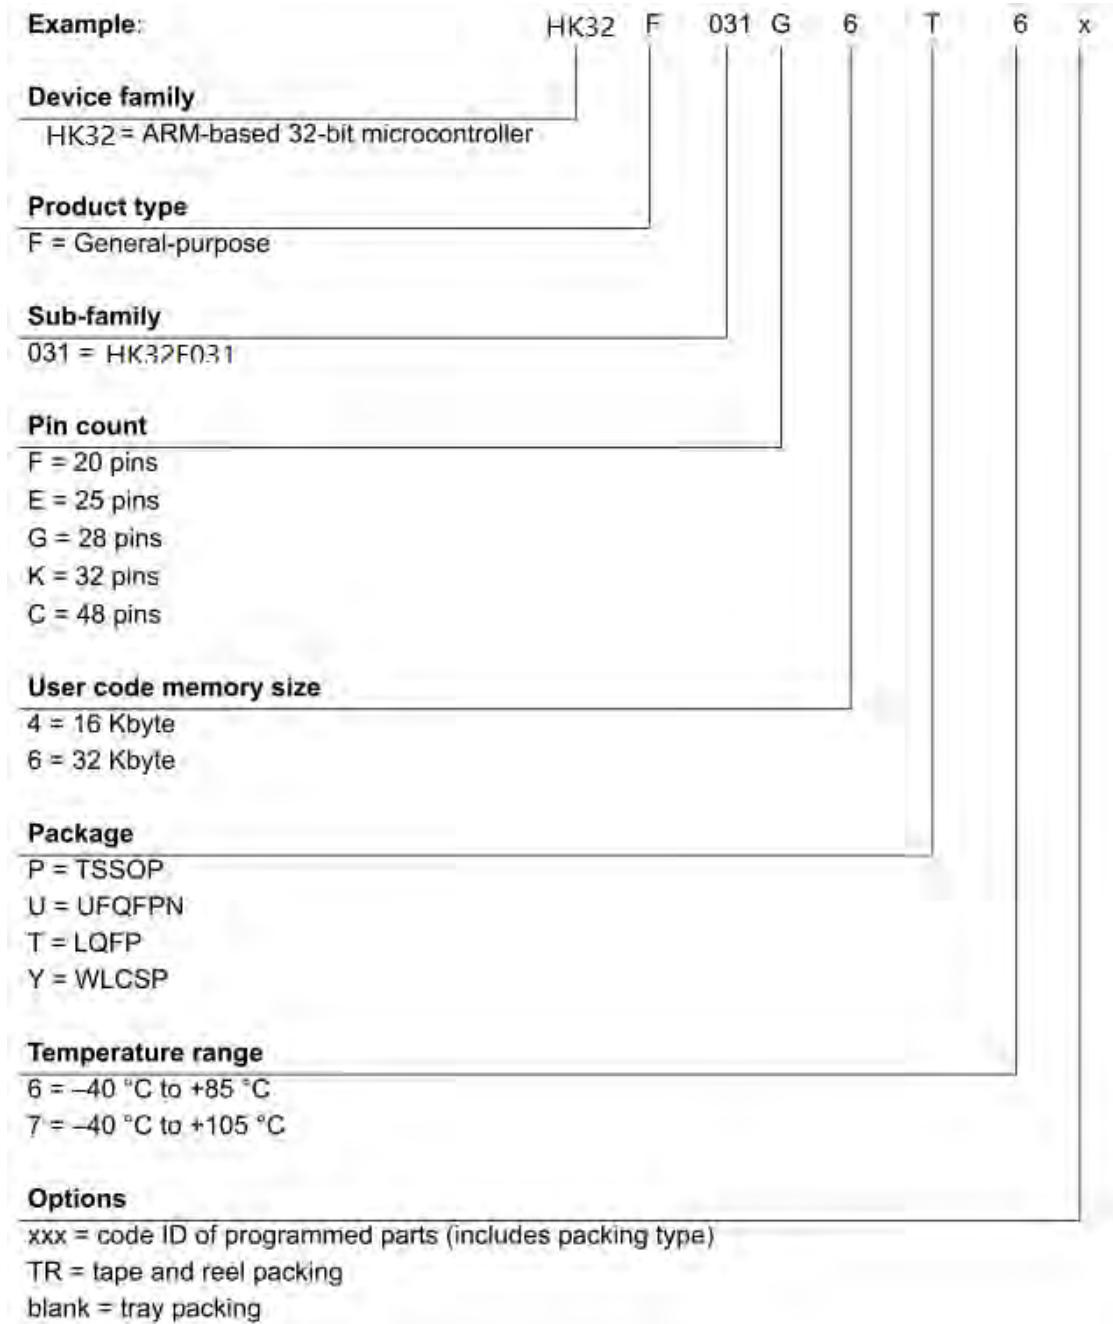 Example: HK32 F 031 G 6 T 6 x
Device family
HK32 = ARM-based 32-bit microcontroller
Product type
F = General-purpose
Sub-family
031 = HK32F031
Pin count
F = 20 pins
E = 25 pins
G = 28 pins
K = 32 pins
C = 48 pins
User code memory size
4 = 16 Kbyte
6 = 32 Kbyte
Package
P = TSSOP
U = UFQFPN
T = LQFP
Y = WLCSP
Temperature range
6 = –40 °C to +85 °C
7 = –40 °C to +105 °C
Options
xxx = code ID of programmed parts (includes packing type)
TR = tape and reel packing
blank = tray packing